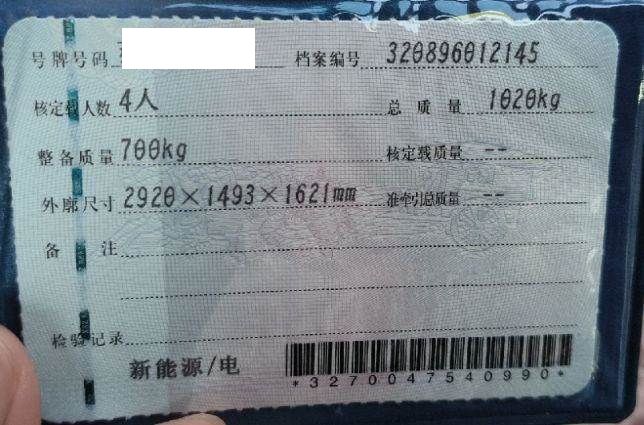 号牌号码 档案编号 320896012145
核定载人数 4人 总质量 1020kg
整备质量 700kg 核定载质量 --
外廓尺寸 2920×1493×1621mm 准牵引总质量 --
备注
检验记录
新能源/电
*3270047540990*